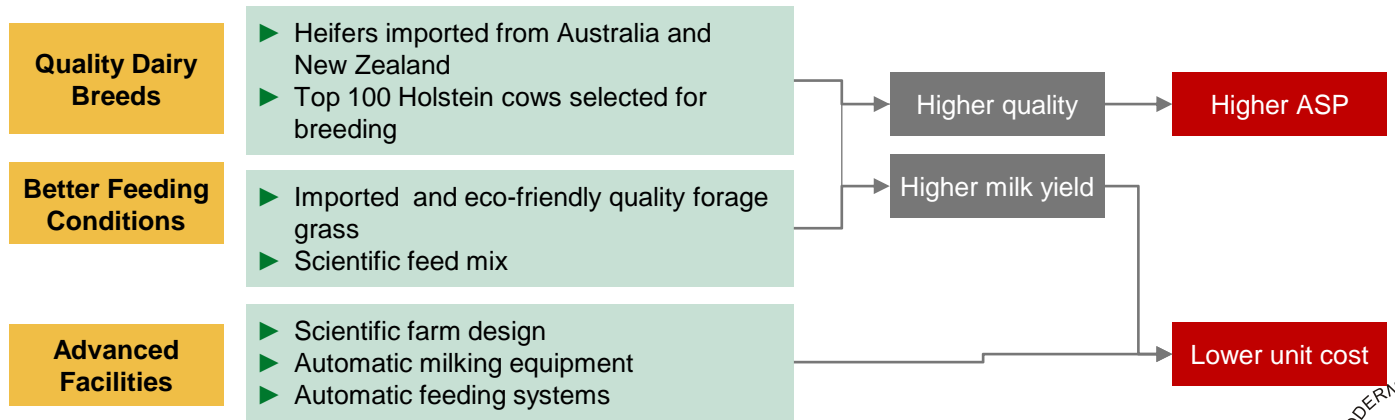 Quality Dairy
Breeds
► Heifers imported from Australia and
New Zealand
► Top 100 Holstein cows selected for
breeding
Higher quality
Higher ASP
Better Feeding
Conditions
► Imported and eco-friendly quality forage
grass
► Scientific feed mix
Higher milk yield
Advanced
Facilities
► Scientific farm design
► Automatic milking equipment
► Automatic feeding systems
Lower unit cost